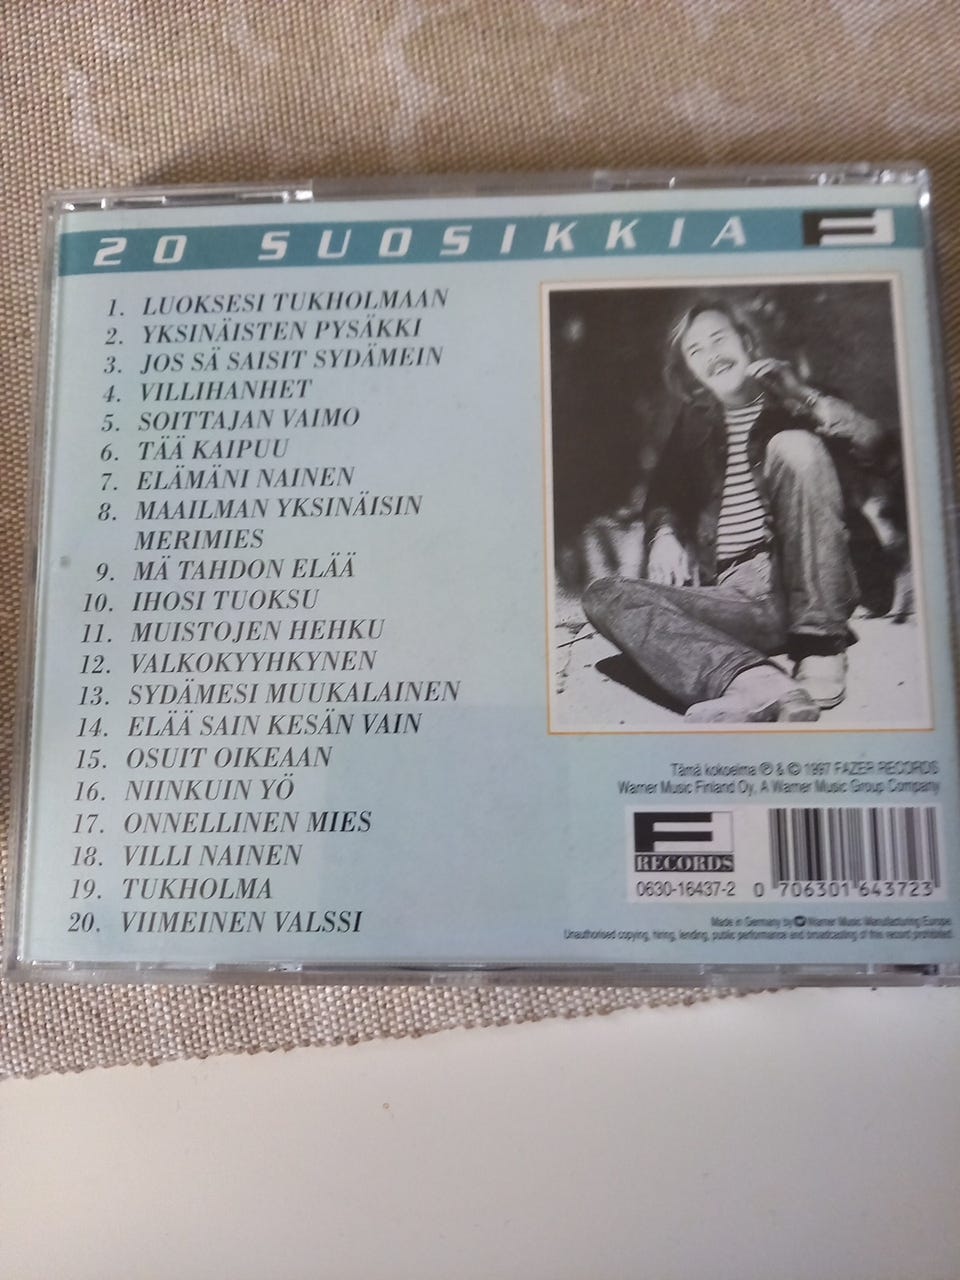 20 SUOSIKKIA F
1. LUOKSESI TUKHOLMAAN
2. YKSINÄISTEN PYSÄKKI
3. JOS SÄ SAISIT SYDÄMEIN
4. VILLIHANHET
5. SOITTAJAN VAIMO
6. TÄÄ KAIPUU
7. ELÄMÄNI NAINEN
8. MAAILMAN YKSINÄISIN
MERIMIES
9. MÄ TAHDON ELÄÄ
10. IHOSI TUOKSU
11. MUISTOJEN HEHKU
12. VALKOKYYHKYNEN
13. SYDÄMESI MUUKALAINEN
14. ELÄÄ SAIN KESÄN VAIN
15. OSUIT OIKEAAN
16. NIINKUIN YÖ
17. ONNELLINEN MIES
18. VILLI NAINEN
19. TUKHOLMA
20. VIIMEINEN VALSSI
Tämä kokoelma ℗ & © 1997 FAZER RECORDS
Warner Music Finland Oy, A Warner Music Group Company
F
RECORDS
0630-16437-2
0 706301 643723
Made in Germany by Warner Music Manufacturing Europe.
Unauthorised copying, hiring, lending, public performance and broadcasting of this record prohibited.